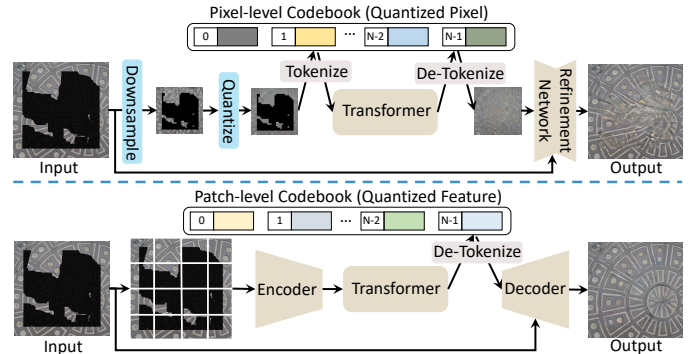 Pixel-level Codebook (Quantized Pixel)
0 1 ... N-2 N-1
Tokenize
De-Tokenize
Downsample
Quantize
Transformer
Refinement
Network
Input
Output
Patch-level Codebook (Quantized Feature)
0 1 ... N-2 N-1
De-Tokenize
Encoder
Transformer
Decoder
Input
Output